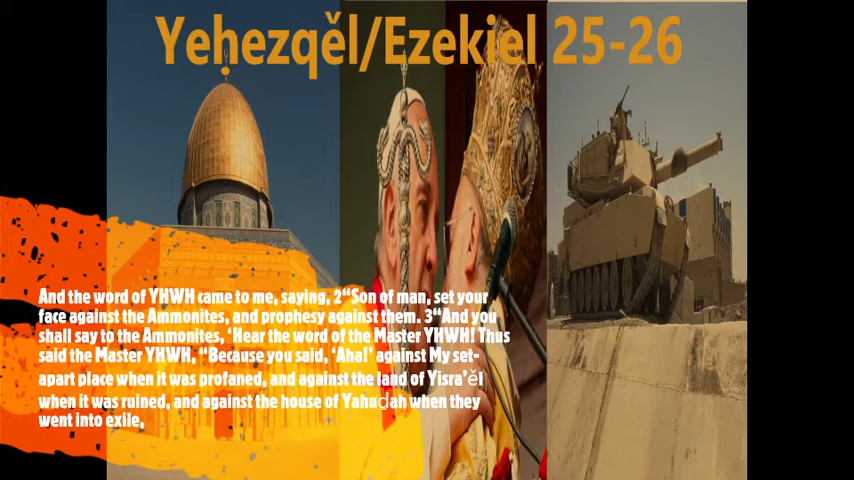 Yeḥezqĕl/Ezekiel 25-26
And the word of YHWH came to me, saying, 2“Son of man, set your
face against the Ammonites, and prophesy against them. 3“And you
shall say to the Ammonites, ‘Hear the word of the Master YHWH! Thus
said the Master YHWH, “Because you said, ‘Aha!’ against My set-
apart place when it was profaned, and against the land of Yisra’ĕl
when it was ruined, and against the house of Yahuḏah when they
went into exile,